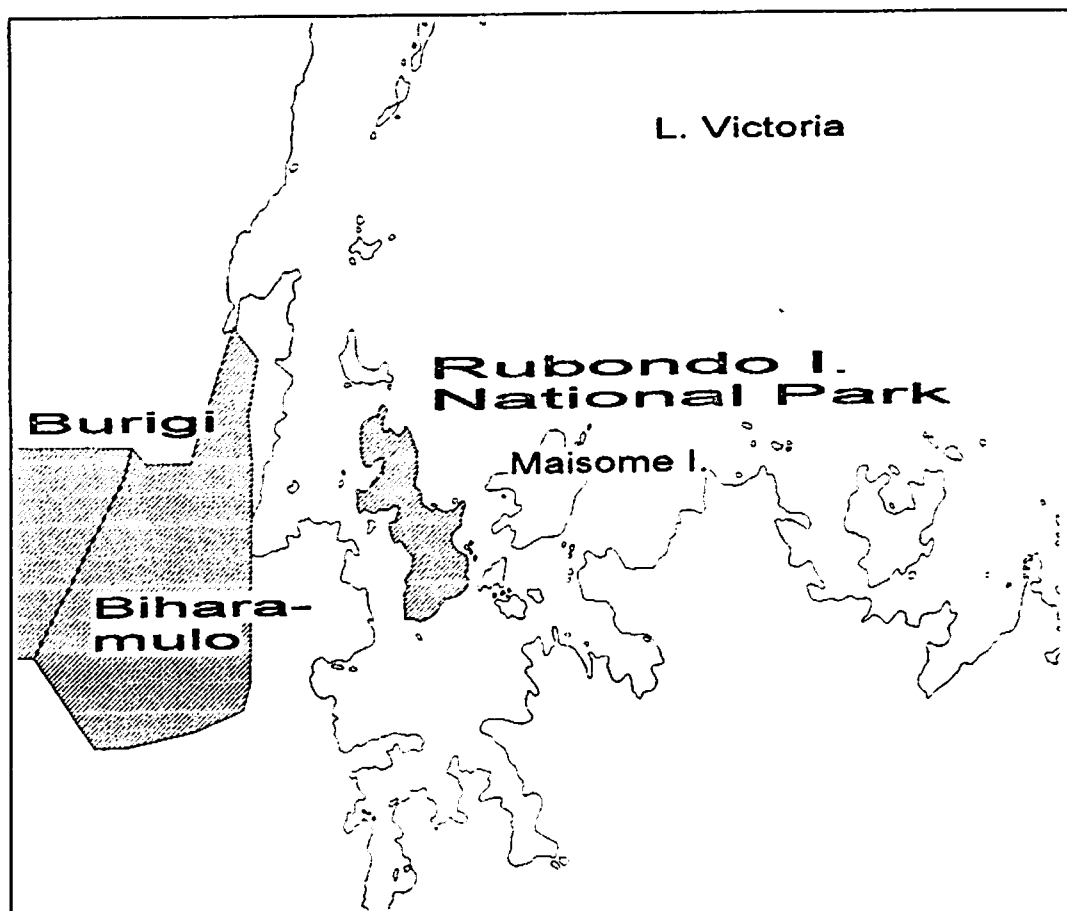 L. Victoria
Rubondo I.
National Park
Burigi
Maisome I.
Bihara-
mulo